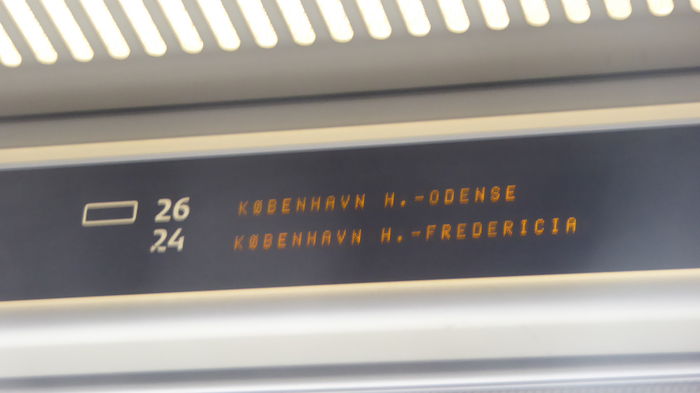 26 KØBENHAVN H.-ODENSE
24 KØBENHAVN H.-FREDERICIA